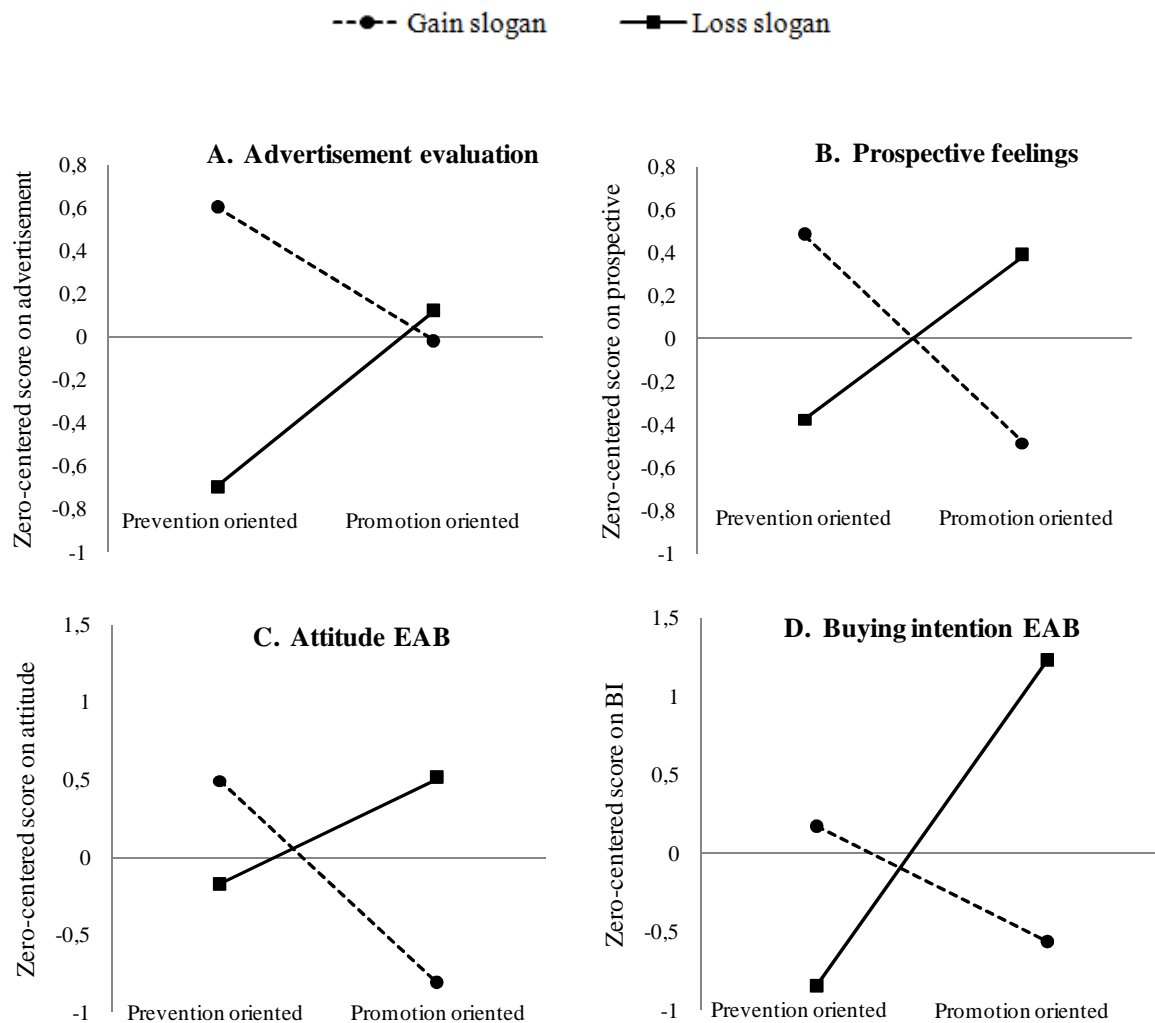 Gain slogan
Loss slogan
A. Advertisement evaluation
Zero-centered score on advertisement
0,8
0,6
0,4
0,2
0
-0,2
-0,4
-0,6
-0,8
-1
Prevention oriented
Promotion oriented
B. Prospective feelings
Zero-centered score on prospective
0,8
0,6
0,4
0,2
0
-0,2
-0,4
-0,6
-0,8
-1
Prevention oriented
Promotion oriented
C. Attitude EAB
Zero-centered score on attitude
1,5
1
0,5
0
-0,5
-1
Prevention oriented
Promotion oriented
D. Buying intention EAB
Zero-centered score on BI
1,5
1
0,5
0
-0,5
-1
Prevention oriented
Promotion oriented